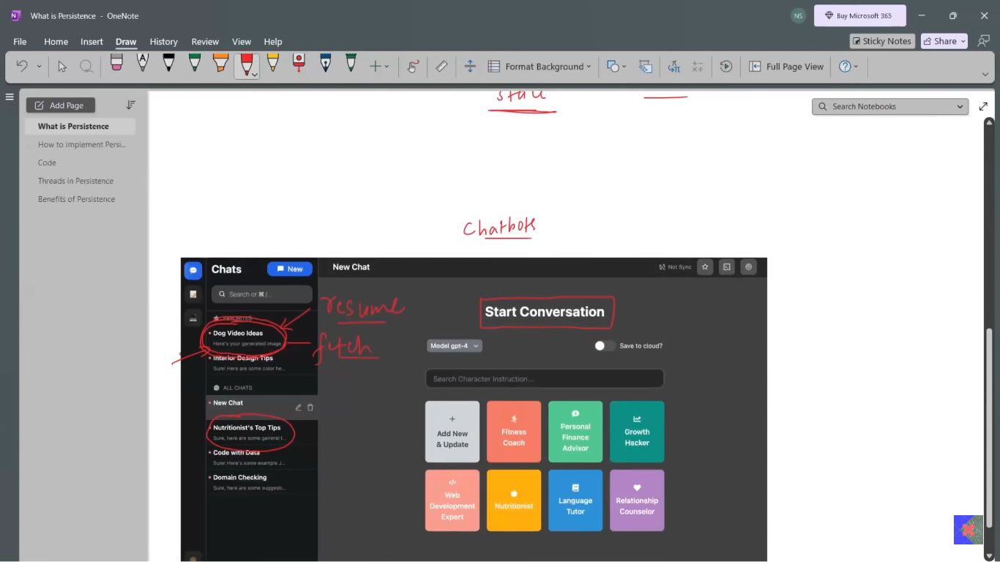 What is Persistence - OneNote
NS
Buy Microsoft 365
File Home Insert Draw History Review View Help
Sticky Notes
Share
Format Background
Full Page View
Add Page
Search Notebooks
What is Persistence
How to implement Persi...
Code
Threads in Persistence
Benefits of Persistence
state
Chatbots
Chats
New
Search or ⌘/...
FAVORITES
Dog Video Ideas
Here's your generated image
Interior Design Tips
Sure! Here are some color he...
ALL CHATS
New Chat
Nutritionist's Top Tips
Sure, here are some general t...
Code with Data
Sure! Here's some example J...
Domain Checking
Sure, here are some suggesti...
resume
fetch
New Chat
Not Sync
Start Conversation
Model gpt-4
Save to cloud?
Search Character Instruction...
Add New
& Update
Fitness
Coach
Personal
Finance
Advisor
Growth
Hacker
Web
Development
Expert
Nutritionist
Language
Tutor
Relationship
Counselor